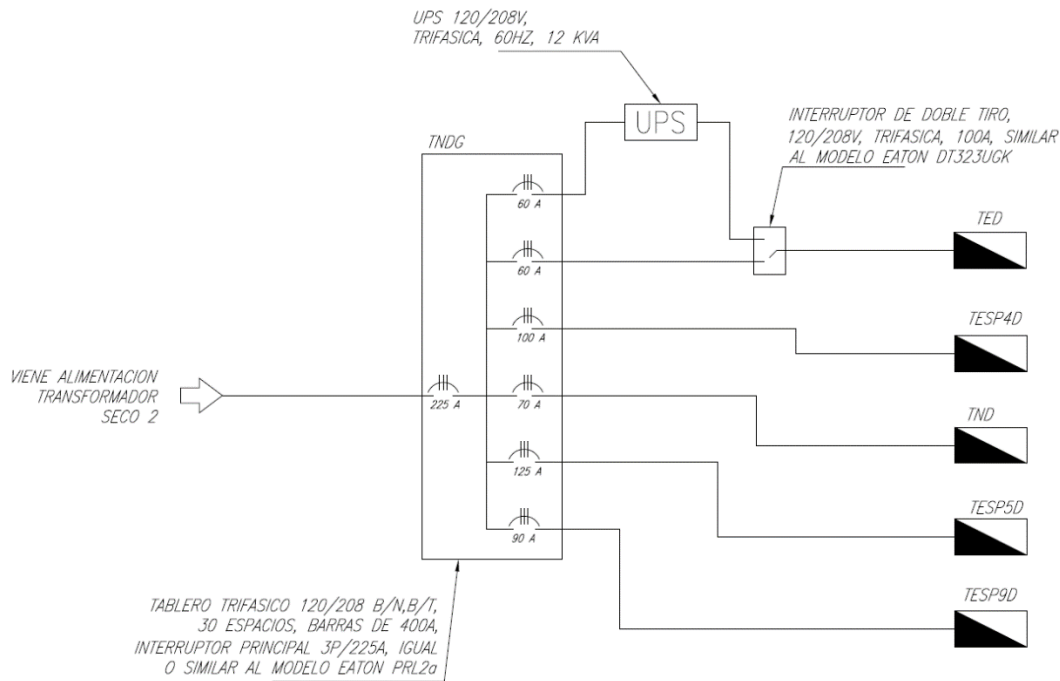 UPS 120/208V,
TRIFASICA, 60HZ, 12 KVA
UPS
INTERRUPTOR DE DOBLE TIRO,
120/208V, TRIFASICA, 100A, SIMILAR
AL MODELO EATON DT323UGK
TNDG
60 A
TED
60 A
100 A
TESP4D
VIENE ALIMENTACION
TRANSFORMADOR
SECO 2
225 A
70 A
TND
125 A
TESP5D
90 A
TESP9D
TABLERO TRIFASICO 120/208 B/N,B/T,
30 ESPACIOS, BARRAS DE 400A,
INTERRUPTOR PRINCIPAL 3P/225A, IGUAL
O SIMILAR AL MODELO EATON PRL2a